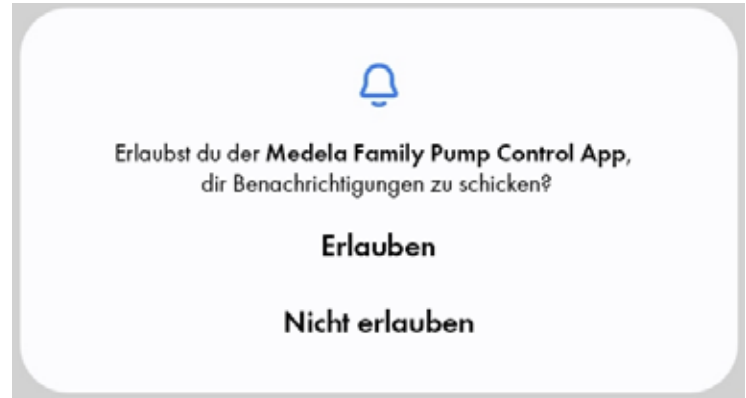 Erlaubst du der Medela Family Pump Control App,
dir Benachrichtigungen zu schicken?
Erlauben
Nicht erlauben